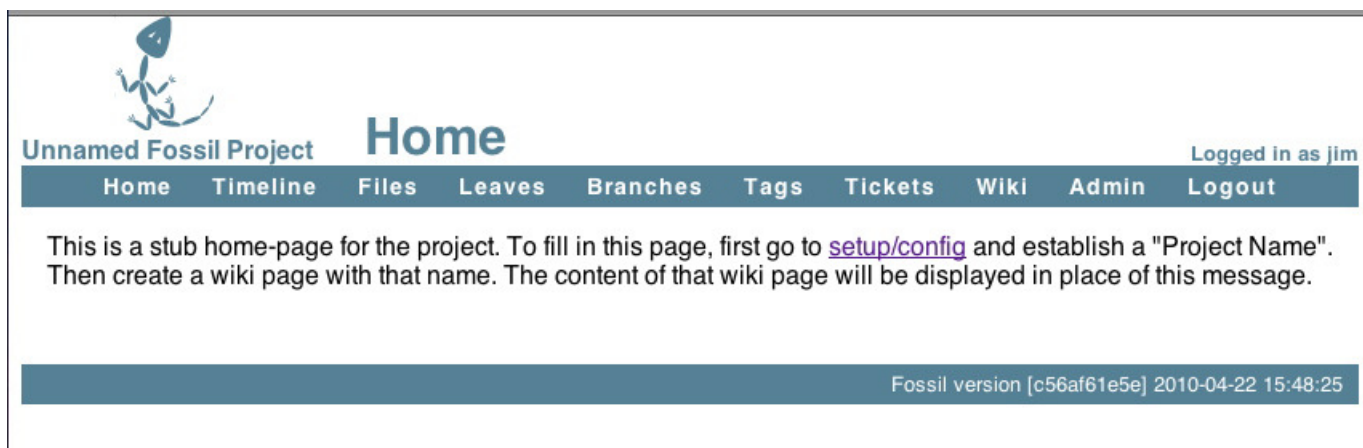 Unnamed Fossil Project
Home
Logged in as jim
Home Timeline Files Leaves Branches Tags Tickets Wiki Admin Logout
This is a stub home-page for the project. To fill in this page, first go to setup/config and establish a "Project Name".
Then create a wiki page with that name. The content of that wiki page will be displayed in place of this message.
Fossil version [c56af61e5e] 2010-04-22 15:48:25